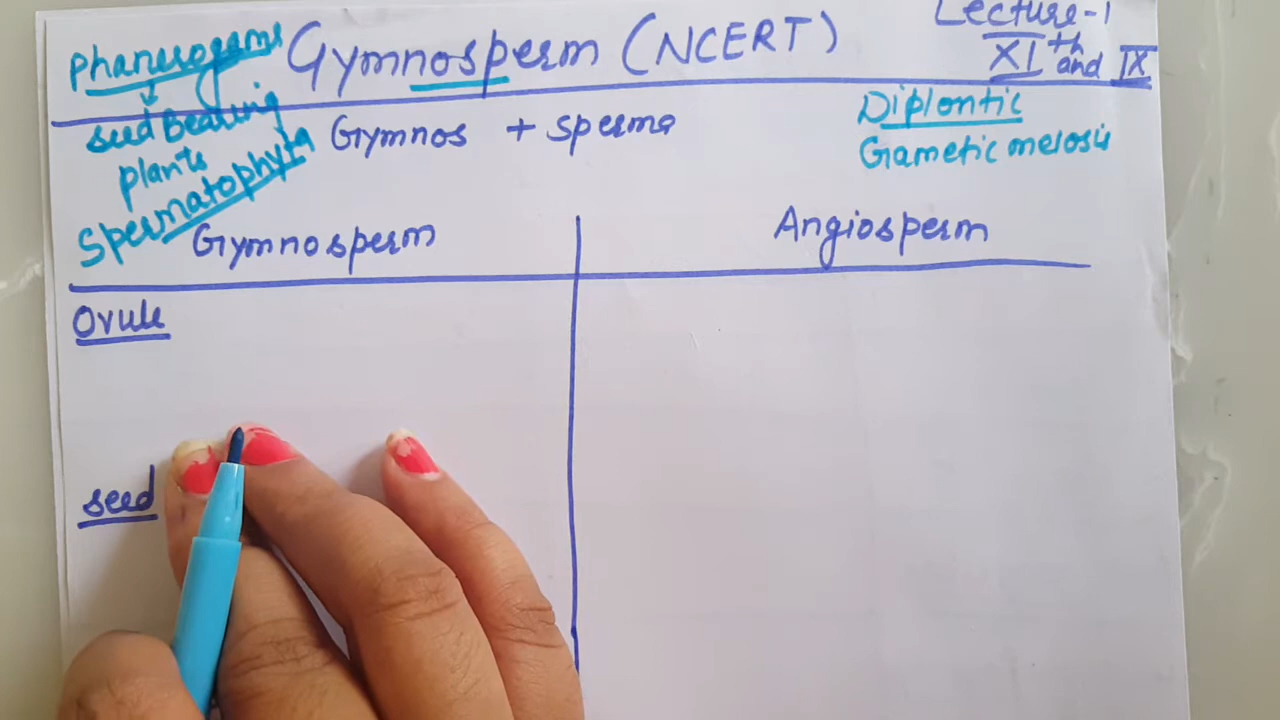 Phanerogams
seed Bearing
plants
Spermatophyta
Gymnosperm (NCERT)
Lecture-1
XIth and IX
Gymnos + sperma
Diplontic
Gametic meiosis
Gymnosperm
Angiosperm
Ovule
seed